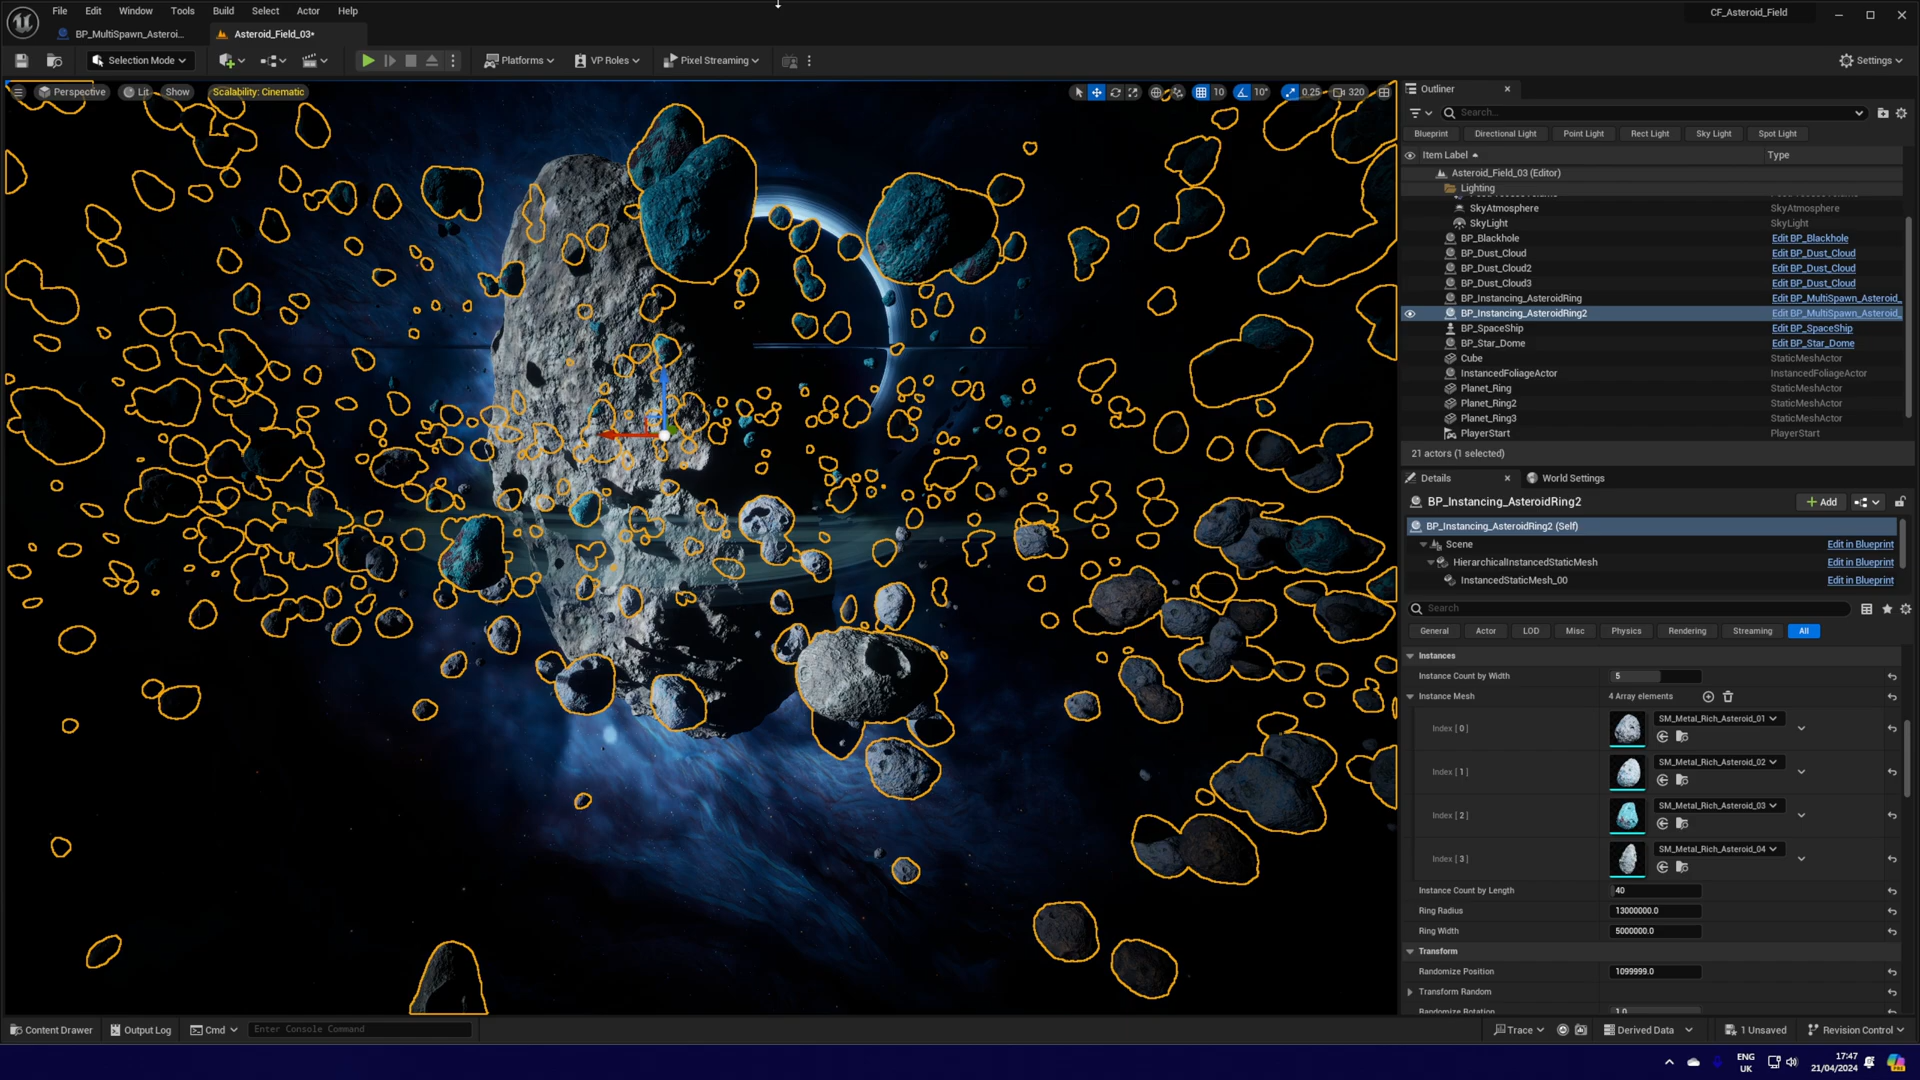 File Edit Window Tools Build Select Actor Help
CF_Asteroid_Field
BP_MultiSpawn_Asteroi...
Asteroid_Field_03*
Selection Mode
Platforms
VP Roles
Pixel Streaming
Settings
Perspective
Lit
Show
Scalability: Cinematic
10
10°
0.25
320
Outliner
Search...
Blueprint
Directional Light
Point Light
Rect Light
Sky Light
Spot Light
Item Label
Type
Asteroid_Field_03 (Editor)
Lighting
SkyAtmosphere SkyAtmosphere
SkyLight SkyLight
BP_Blackhole Edit BP_Blackhole
BP_Dust_Cloud Edit BP_Dust_Cloud
BP_Dust_Cloud2 Edit BP_Dust_Cloud
BP_Dust_Cloud3 Edit BP_Dust_Cloud
BP_Instancing_AsteroidRing Edit BP_MultiSpawn_Asteroid_
BP_Instancing_AsteroidRing2 Edit BP_MultiSpawn_Asteroid_
BP_SpaceShip Edit BP_SpaceShip
BP_Star_Dome Edit BP_Star_Dome
Cube StaticMeshActor
InstancedFoliageActor InstancedFoliageActor
Planet_Ring StaticMeshActor
Planet_Ring2 StaticMeshActor
Planet_Ring3 StaticMeshActor
PlayerStart PlayerStart
21 actors (1 selected)
Details
World Settings
BP_Instancing_AsteroidRing2
Add
BP_Instancing_AsteroidRing2 (Self)
Scene Edit in Blueprint
HierarchicalInstancedStaticMesh Edit in Blueprint
InstancedStaticMesh_00 Edit in Blueprint
Search
General
Actor
LOD
Misc
Physics
Rendering
Streaming
All
Instances
Instance Count by Width 5
Instance Mesh 4 Array elements
Index [ 0 ] SM_Metal_Rich_Asteroid_01
Index [ 1 ] SM_Metal_Rich_Asteroid_02
Index [ 2 ] SM_Metal_Rich_Asteroid_03
Index [ 3 ] SM_Metal_Rich_Asteroid_04
Instance Count by Length 40
Ring Radius 13000000.0
Ring Width 5000000.0
Transform
Randomize Position 1099999.0
Transform Random
Randomize Rotation 1.0
Content Drawer
Output Log
Cmd
Enter Console Command
Trace
Derived Data
1 Unsaved
Revision Control
ENG
UK
17:47
21/04/2024